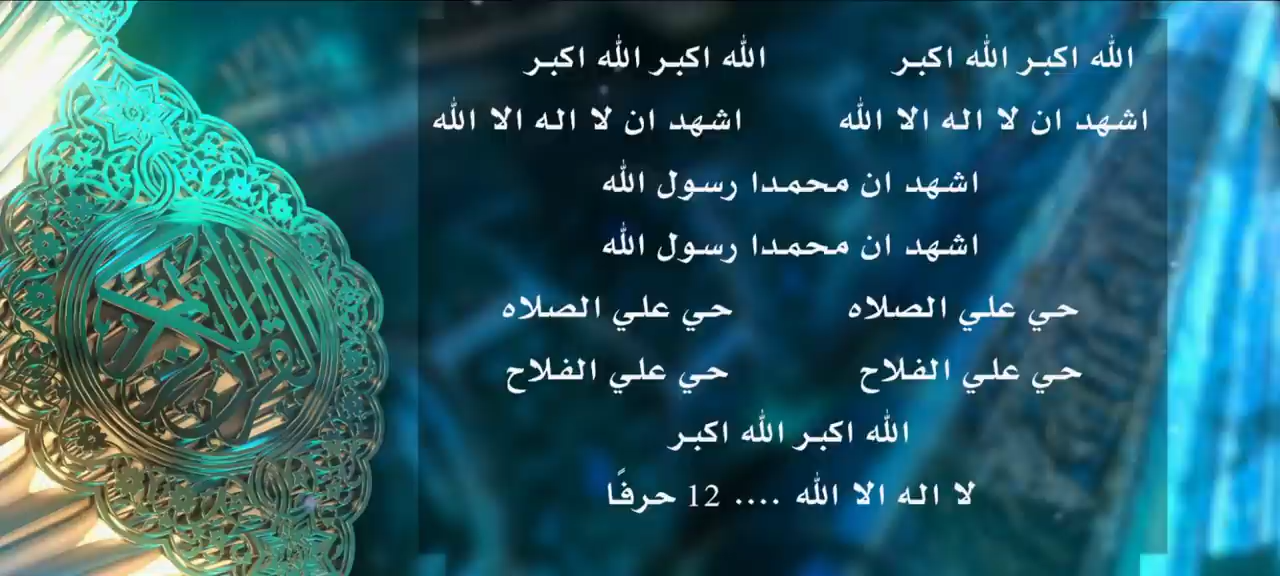 الله اكبر الله اكبر الله اكبر الله اكبر
اشهد ان لا اله الا الله اشهد ان لا اله الا الله
اشهد ان محمدا رسول الله
اشهد ان محمدا رسول الله
حي علي الصلاه حي علي الصلاه
حي علي الفلاح حي علي الفلاح
الله اكبر الله اكبر
لا اله الا الله .... 12 حرفًا